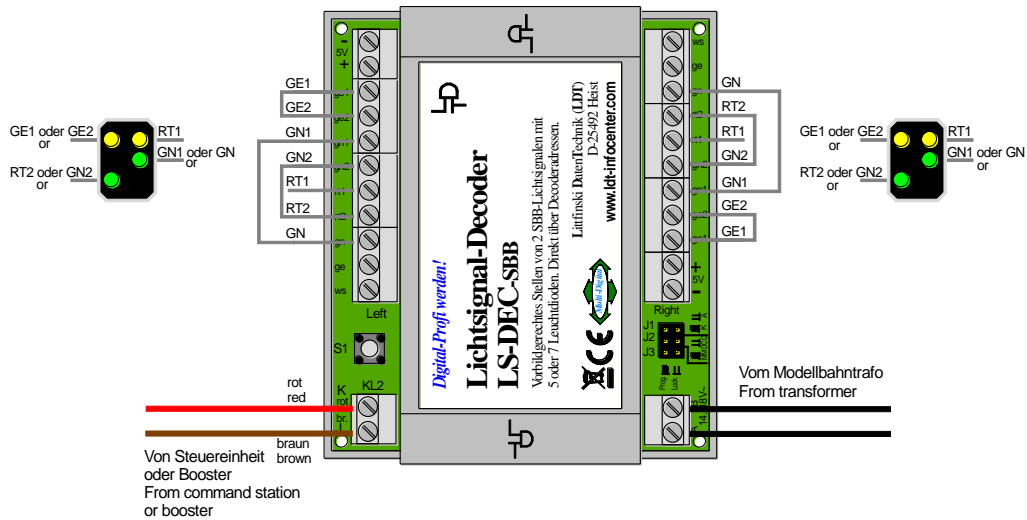 -
5V
+
GE1
GE2
GN1
GN2
RT1
RT2
GN
ge
ws
Left
S1
K
rot
br.
KL2
GE1 oder GE2
or
RT1
GN1 oder GN
or
RT2 oder GN2
or
rot
red
braun
brown
Von Steuereinheit
oder Booster
From command station
or booster
Digital-Profi werden!
Lichtsignal-Decoder
LS-DEC-SBB
Vorbildgerechtes Stellen von 2 SBB-Lichtsignalen mit
5 oder 7 Leuchtdioden. Direkt über Decoderadressen.
Littfinski DatenTechnik (LDT)
D-25492 Heist
www.ldt-infocenter.com
Multi-Digital
CE
ws
ge
GN
RT2
RT1
GN2
GN1
GE2
GE1
+
5V
-
Right
J1
J2
J3
K A
Prog.
Lock
Vom Modellbahntrafo
From transformer
GE1 oder GE2
or
RT1
GN1 oder GN
or
RT2 oder GN2
or